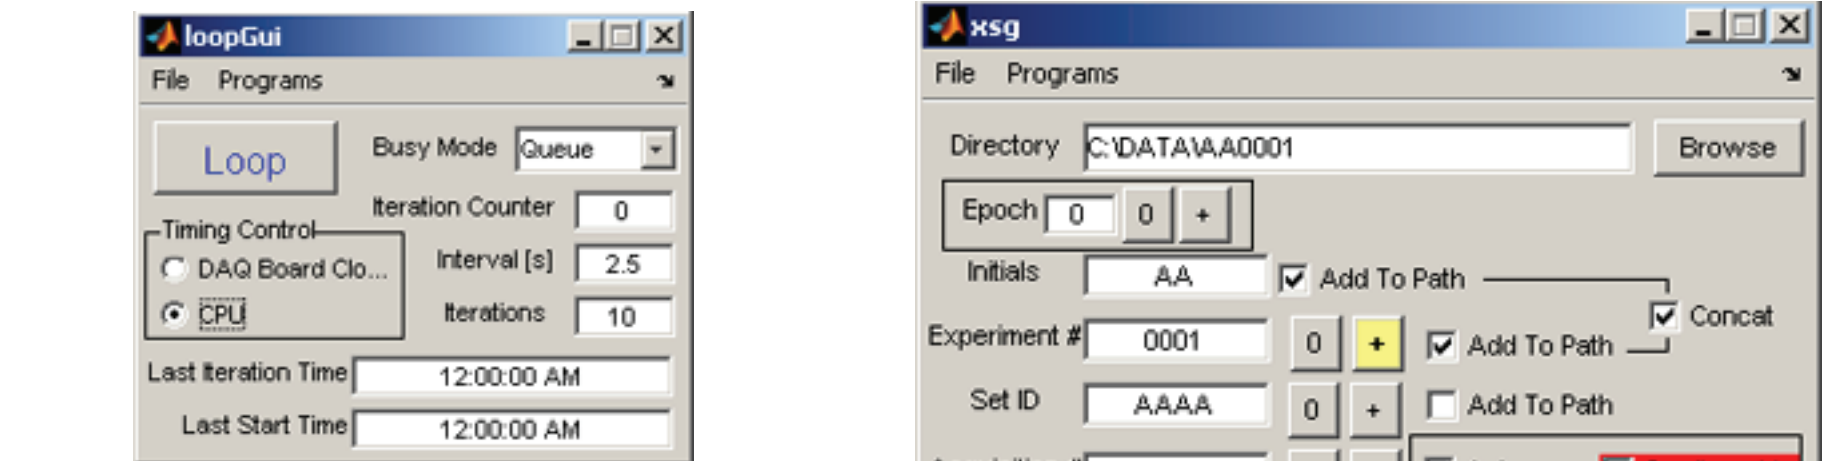 loopGui
File Programs
Loop
Busy Mode Queue
Iteration Counter 0
Timing Control
DAQ Board Clo...
Interval [s] 2.5
CPU
Iterations 10
Last Iteration Time 12:00:00 AM
Last Start Time 12:00:00 AM
xsg
File Programs
Directory C:\DATA\AA0001 Browse
Epoch 0 0 +
Initials AA Add To Path
Concat
Experiment # 0001 0 + Add To Path
Set ID AAAA 0 + Add To Path